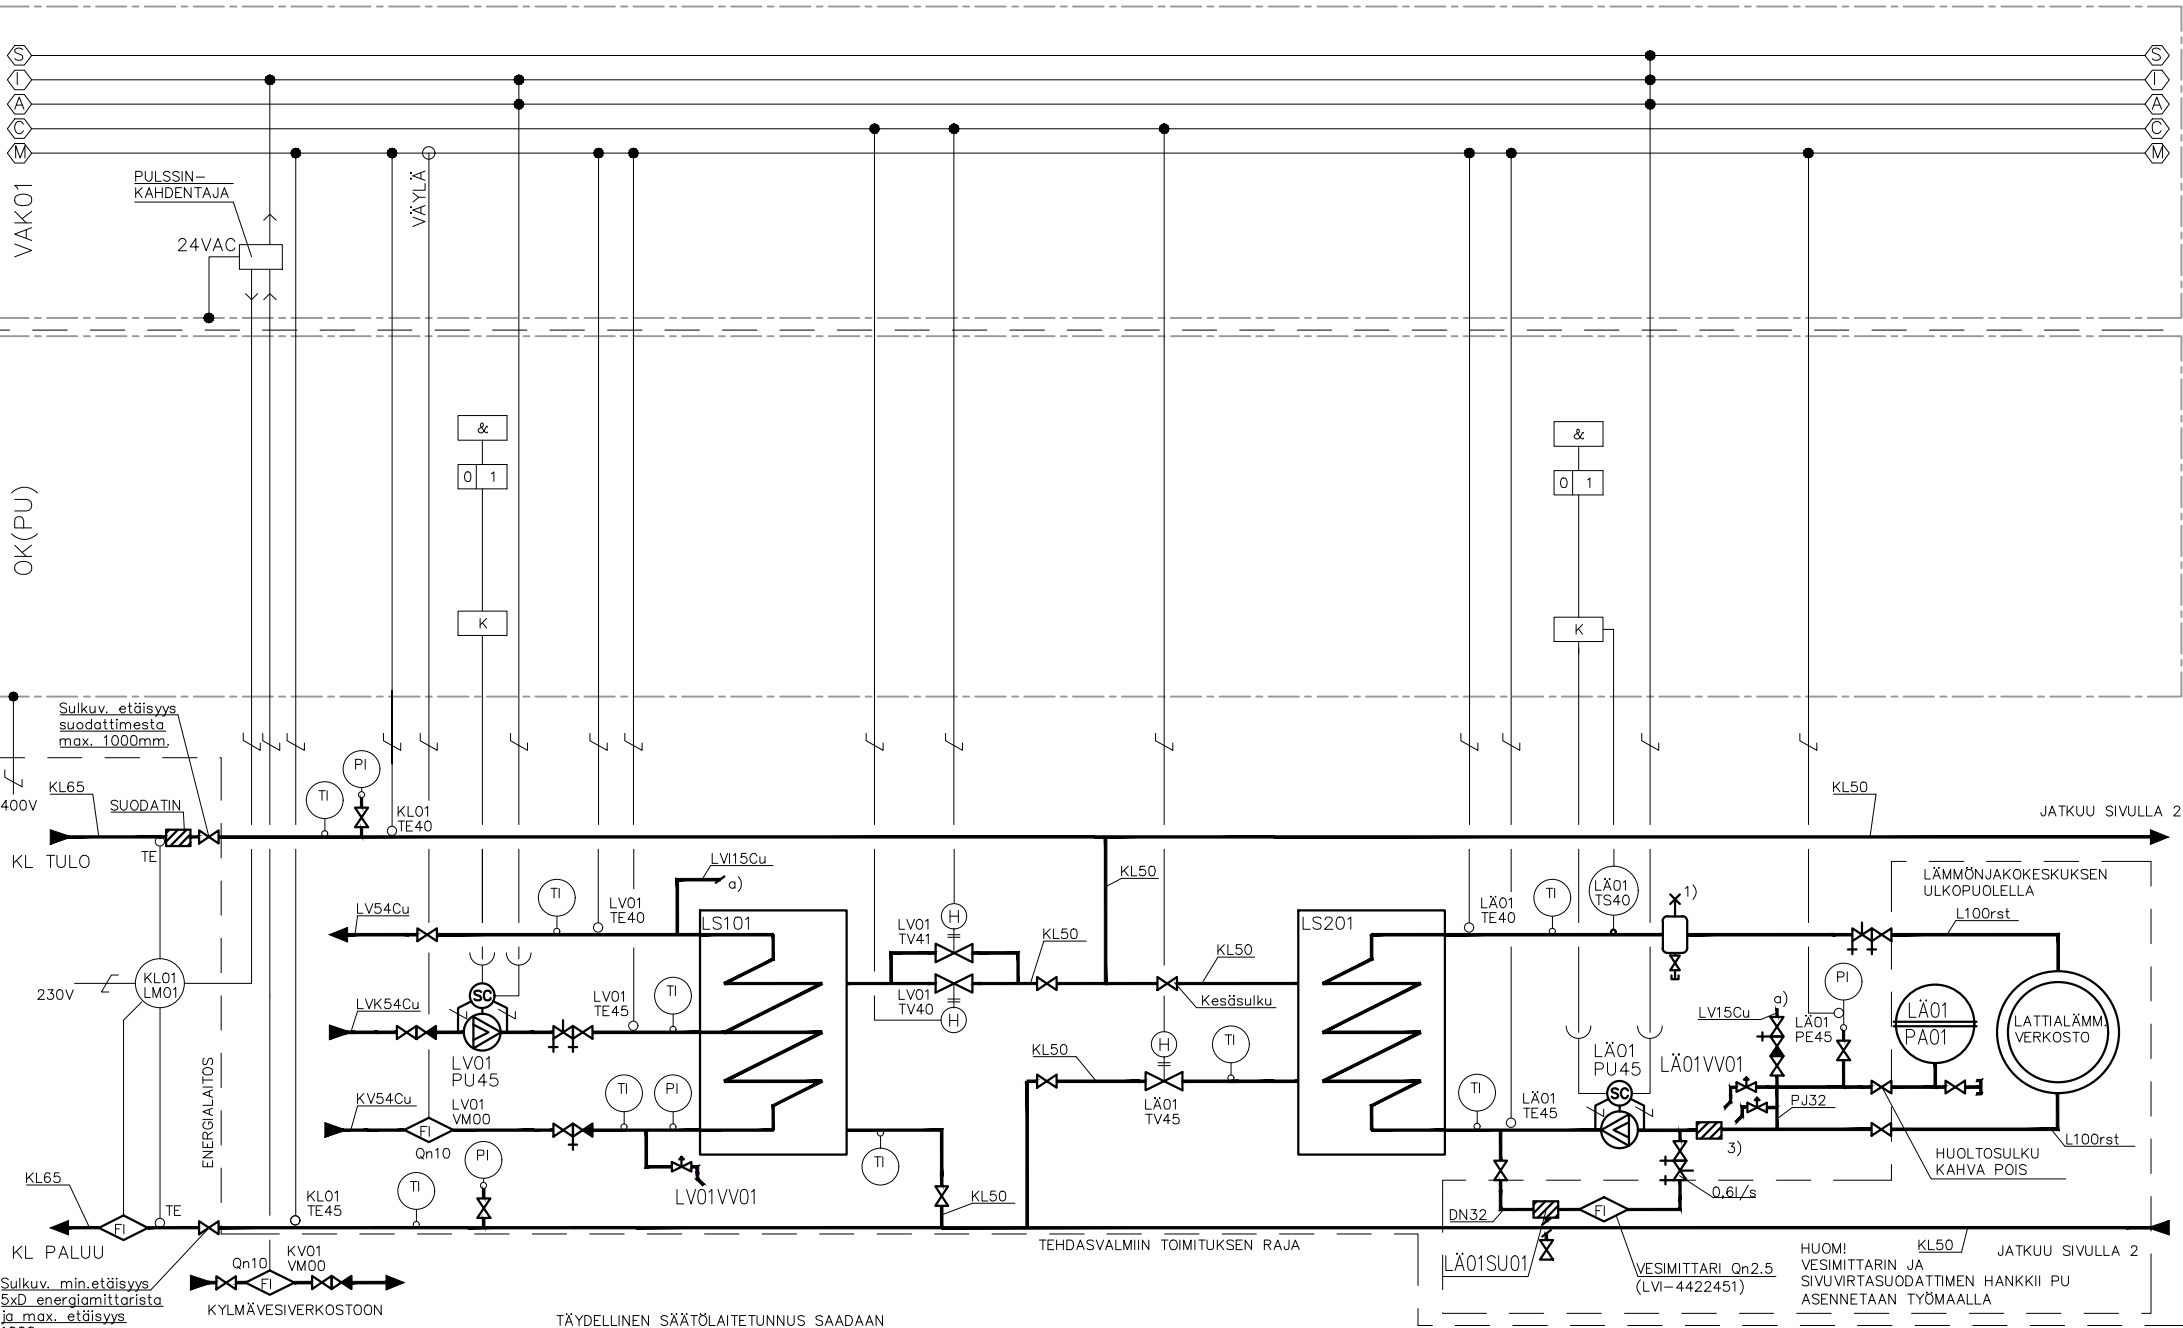 S
S
I
I
A
A
C
C
M
M
VAK01
PULSSIN-
KAHDENTAJA
24VAC
VÄYLÄ
OK(PU)
&
0 1
K
&
0 1
K
Sulkuv. etäisyys
suodattimesta
max. 1000mm.
400V
KL65
SUODATIN
TI
PI
KL01
TE40
KL50
JATKUU SIVULLA 2
KL TULO
TE
LVI15Cu
a)
KL50
LV54Cu
TI
LV01
TE40
LS101
LV01
TV41
H
KL50
KL50
LS201
LÄ01
TE40
TI
LÄ01
TS40
1)
LÄMMÖNJAKOKESKUKSEN
ULKOPUOLELLA
L100rst
KL01
LM01
230V
LVK54Cu
SC
LV01
PU45
LV01
TE45
TI
LV01
TV40
H
Kesäsulku
PI
a)
LV15Cu
LÄ01
PE45
LÄ01
PA01
LATTIALÄMM.
VERKOSTO
KL50
H
TI
LÄ01
TV45
LÄ01
PU45
SC
LÄ01VV01
PJ32
ENERGIALAITOS
KV54Cu
LV01
VM00
FI
Qn10
TI
PI
TI
TI
LÄ01
TE45
3)
L100rst
HUOLTOSULKU
KAHVA POIS
PI
LV01VV01
KL65
TE
KL01
TE45
TI
KL50
0,6l/s
DN32
FI
FI
KL PALUU
TEHDASVALMIIN TOIMITUKSEN RAJA
LÄ01SU01
VESIMITTARI Qn2.5
(LVI-4422451)
HUOM!
VESIMITTARIN JA
SIVUVIRTASUODATTIMEN HANKKII PU
ASENNETAAN TYÖMAALLA
KL50
JATKUU SIVULLA 2
Sulkuv. min.etäisyys
5xD energiamittarista
ja max. etäisyys
Qn10
KV01
VM00
FI
KYLMÄVESIVERKOSTOON
TÄYDELLINEN SÄÄTÖLAITETUNNUS SAADAAN